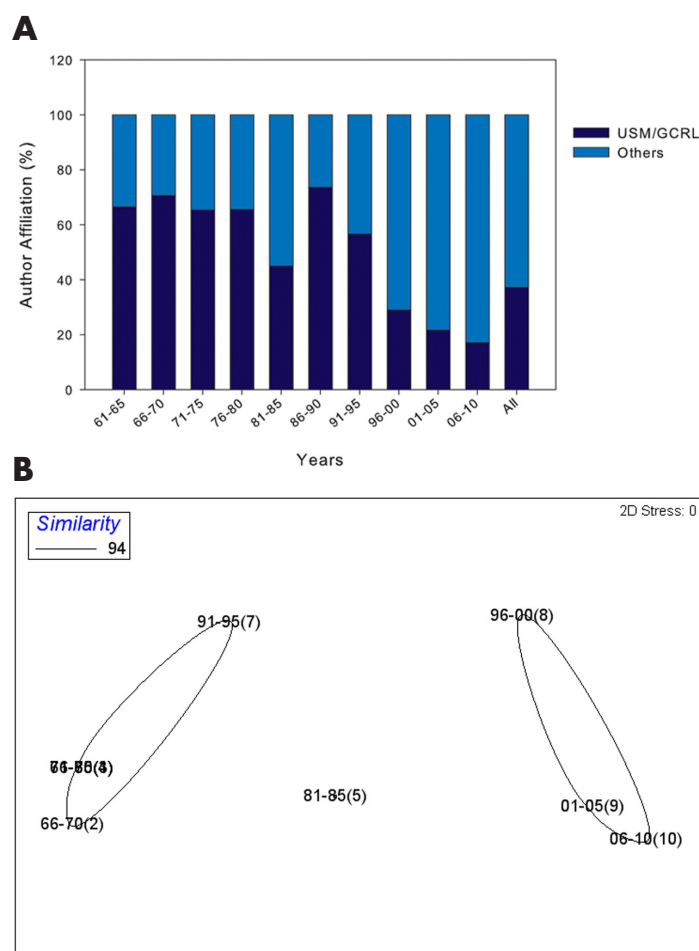 A
120
100
80
60
40
20
0
Author Affiliation (%)
USM/GCRL
Others
61-65
66-70
71-75
76-80
81-85
86-90
91-95
96-00
01-05
06-10
All
Years
B
Similarity
94
2D Stress: 0
91-95(7)
96-00(8)
81-85(5)
01-05(9)
66-70(2)
06-10(10)